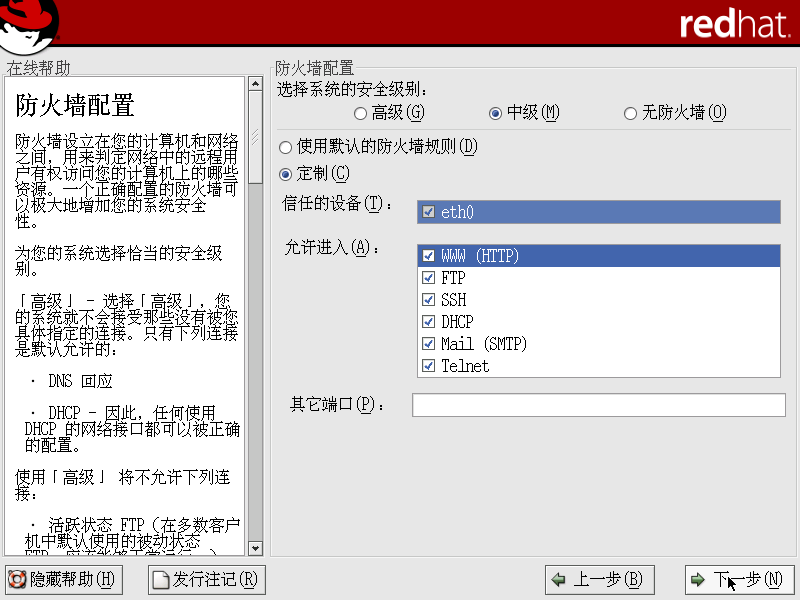 redhat.
在线帮助
防火墙配置
防火墙设立在您的计算机和网络
之间，用来判定网络中的远程用
户有权访问您的计算机上的哪些
资源。一个正确配置的防火墙可
以极大地增加您的系统安全
性。
为您的系统选择恰当的安全级
别。
「高级」 - 选择「高级」，您
的系统就不会接受那些没有被您
具体指定的连接。只有下列连接
是默认允许的：
· DNS 回应
· DHCP - 因此，任何使用
DHCP 的网络接口都可以被正确
的配置。
使用「高级」 将不允许下列连
接：
· 活跃状态 FTP（在多数客户
机中默认使用的被动状态
防火墙配置
选择系统的安全级别：
高级(G) 中级(M) 无防火墙(O)
使用默认的防火墙规则(D)
定制(C)
信任的设备(T)：
eth0
允许进入(A)：
WWW (HTTP)
FTP
SSH
DHCP
Mail (SMTP)
Telnet
其它端口(P)：
隐藏帮助(H) 发行注记(R) 上一步(B) 下一步(N)